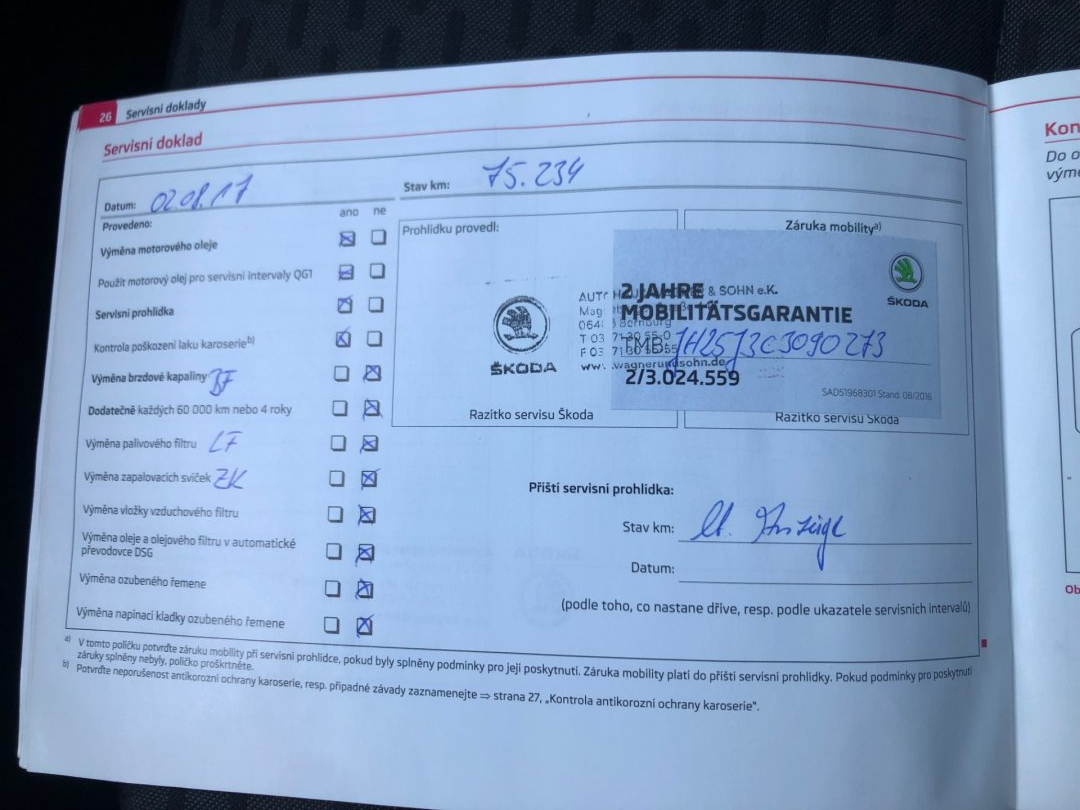 26 Servisní doklady
Servisní doklad
Datum: 02.08.17
Stav km: 75.234
Provedeno:
ano ne
Výměna motorového oleje
Použit motorový olej pro servisní intervaly QG1
Servisní prohlídka
Kontrola poškození laku karoserie b)
Výměna brzdové kapaliny BF
Dodatečně každých 60 000 km nebo 4 roky
Výměna palivového filtru LF
Výměna zapalovacích svíček ZK
Výměna vložky vzduchového filtru
Výměna oleje a olejového filtru v automatické
převodovce DSG
Výměna ozubeného řemene
Výměna napínací kladky ozubeného řemene
Prohlídku provedl:
ŠKODA
& SOHN e.K.
Bernburg
www.wagnerundsohn.de
Razítko servisu Škoda
Záruka mobility a)
2 JAHRE
MOBILITÄTSGARANTIE
ŠKODA
TMB
2/3.024.559
SAD51968301 Stand: 08/2016
Razítko servisu Škoda
Příští servisní prohlídka:
Stav km: lt. Anzeige
Datum:
(podle toho, co nastane dříve, resp. podle ukazatele servisních intervalů)
a) V tomto políčku potvrďte záruku mobility při servisní prohlídce, pokud byly splněny podmínky pro její poskytnutí. Záruka mobility platí do příští servisní prohlídky. Pokud podmínky pro poskytnutí
záruky splněny nebyly, políčko proškrtněte.
b) Potvrďte neporušenost antikorozní ochrany karoserie, resp. případné závady zaznamenejte ⇒ strana 27, „Kontrola antikorozní ochrany karoserie“.
Kon
Do o
výmě
Ob